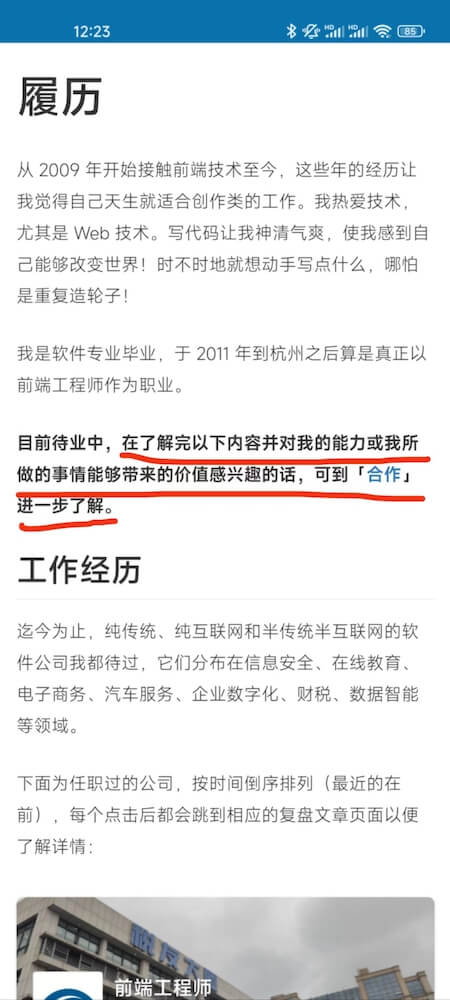 12:23
HD
HD
85
履历
从 2009 年开始接触前端技术至今，这些年的经历让
我觉得自己天生就适合创作类的工作。我热爱技术，
尤其是 Web 技术。写代码让我神清气爽，使我感到自
己能够改变世界！时不时地就想动手写点什么，哪怕
是重复造轮子！
我是软件专业毕业，于 2011 年到杭州之后算是真正以
前端工程师作为职业。
目前待业中，在了解完以下内容并对我的能力或我所
做的事情能够带来的价值感兴趣的话，可到「合作」
进一步了解。
工作经历
迄今为止，纯传统、纯互联网和半传统半互联网的软
件公司我都待过，它们分布在信息安全、在线教育、
电子商务、汽车服务、企业数字化、财税、数据智能
等领域。
下面为任职过的公司，按时间倒序排列（最近的在
前），每个点击后都会跳到相应的复盘文章页面以便
了解详情：
前端工程师